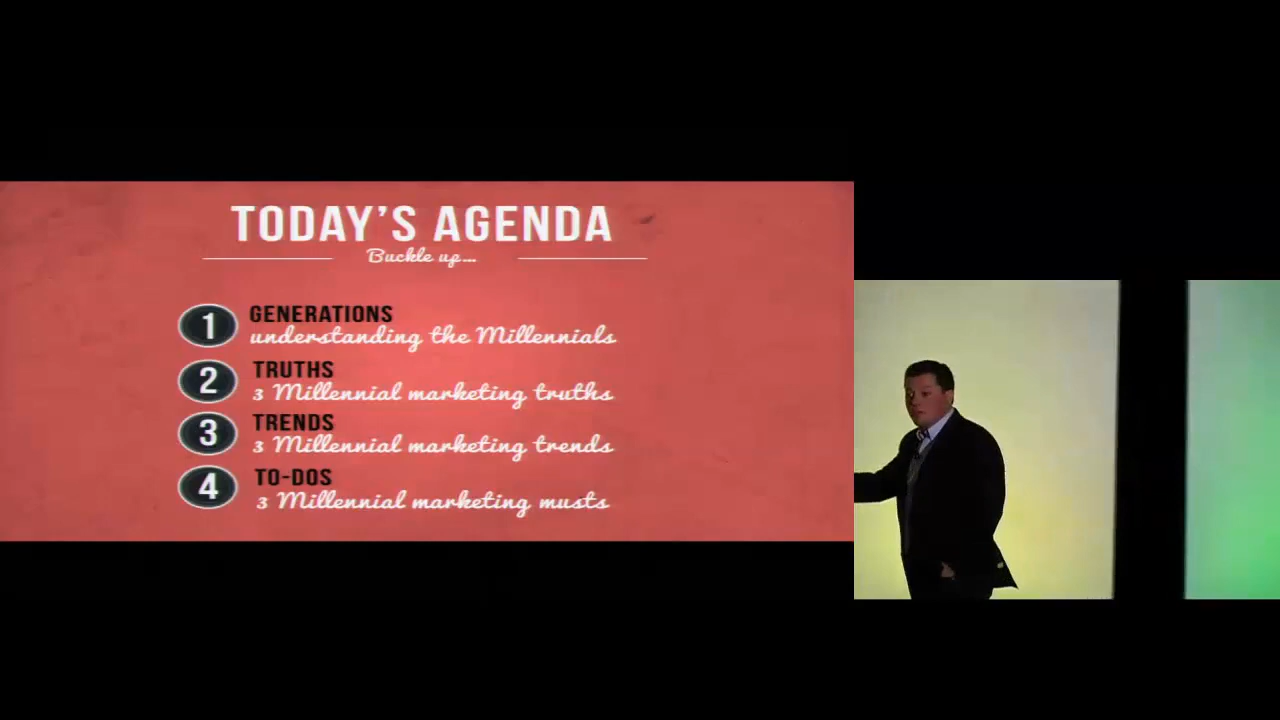 TODAY'S AGENDA
Buckle up...
1 GENERATIONS
understanding the Millennials
2 TRUTHS
3 Millennial marketing truths
3 TRENDS
3 Millennial marketing trends
4 TO-DOS
3 Millennial marketing musts